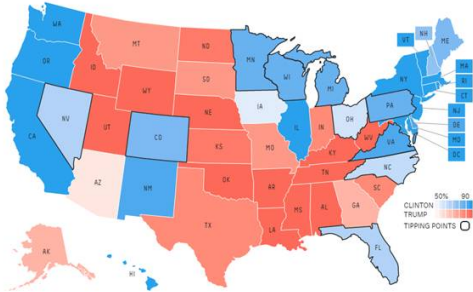 WA
OR
CA
NV
ID
MT
WY
UT
AZ
CO
NM
ND
SD
NE
KS
OK
TX
MN
IA
MO
AR
LA
WI
IL
MI
IN
OH
KY
TN
MS
AL
GA
FL
SC
NC
VA
WV
PA
NY
VT
NH
ME
MA
RI
CT
NJ
DE
MD
DC
AK
HI
50% 90
CLINTON
TRUMP
TIPPING POINTS